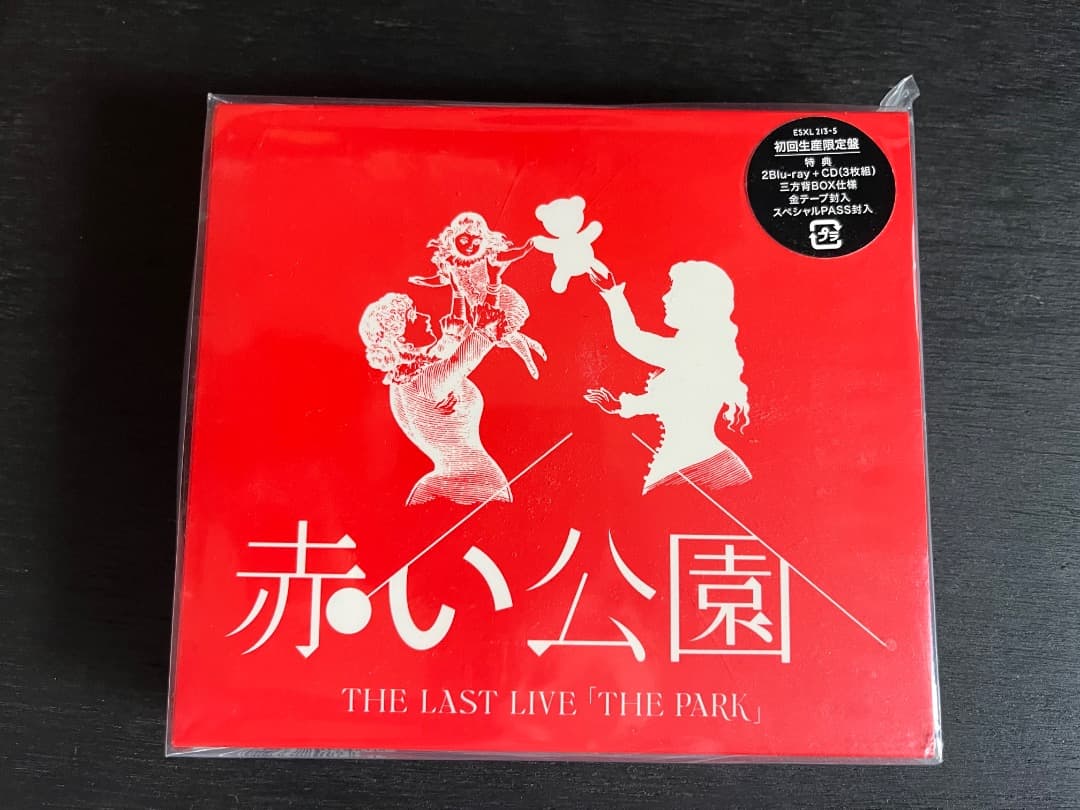 ESXL 213-5
初回生産限定盤
特典
2Blu-ray+CD(3枚組)
三方背BOX仕様
金テープ封入
スペシャルPASS封入
プラ
赤い公園
THE LAST LIVE「THE PARK」